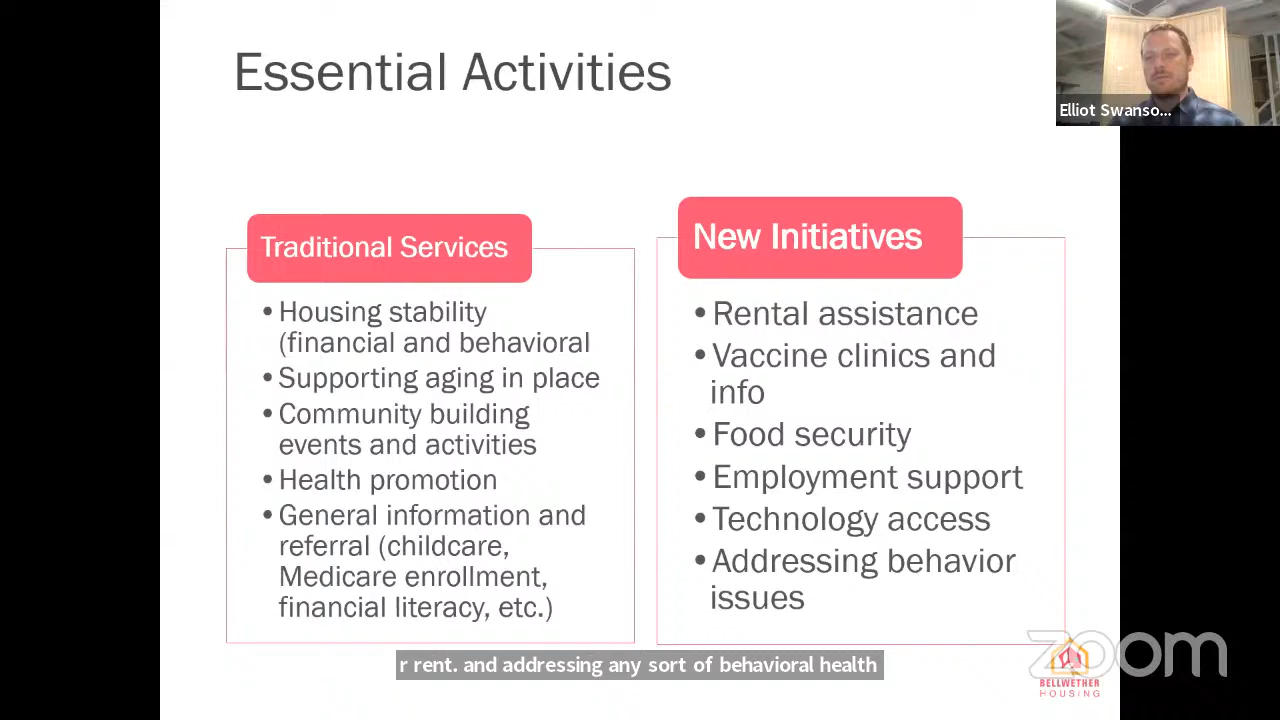 Essential Activities
Elliot Swanso...
Traditional Services
• Housing stability
(financial and behavioral
• Supporting aging in place
• Community building
events and activities
• Health promotion
• General information and
referral (childcare,
Medicare enrollment,
financial literacy, etc.)
New Initiatives
• Rental assistance
• Vaccine clinics and
info
• Food security
• Employment support
• Technology access
• Addressing behavior
issues
r rent. and addressing any sort of behavioral health
zoom
BELLWETHER
HOUSING